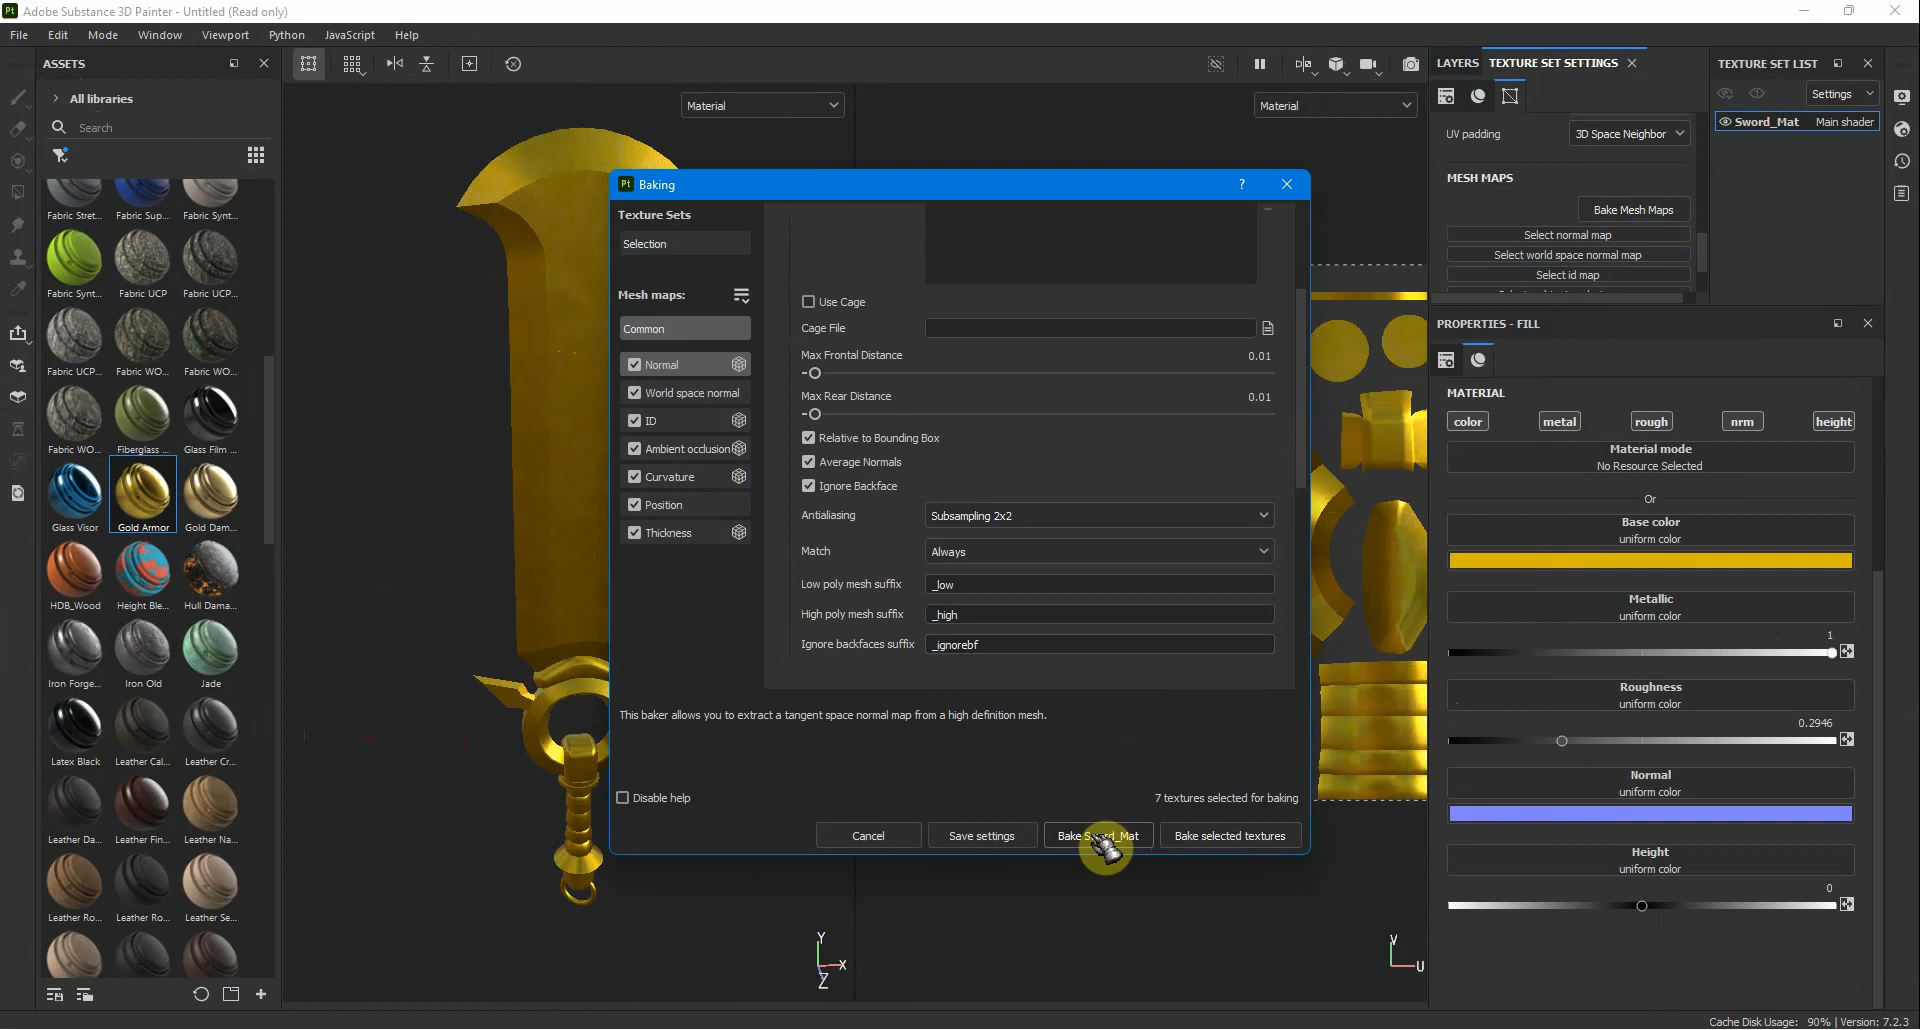 Adobe Substance 3D Painter - Untitled (Read only)
File Edit Mode Window Viewport Python JavaScript Help
ASSETS
All libraries
Search
Fabric Stret... Fabric Sup... Fabric Synt...
Fabric Synt... Fabric UCP Fabric UCP...
Fabric UCP... Fabric WO... Fabric WO...
Fabric WO... Fiberglass ... Glass Film ...
Glass Visor Gold Armor Gold Dam...
HDB_Wood Height Ble... Hull Dama...
Iron Forge... Iron Old Jade
Latex Black Leather Cal... Leather Cr...
Leather Da... Leather Fin... Leather Na...
Leather Ro... Leather Ro... Leather Se...
Material
Material
Y
X
Z
V
U
Pt Baking ?
Texture Sets
Selection
Mesh maps:
Common
Normal
World space normal
ID
Ambient occlusion
Curvature
Position
Thickness
Use Cage
Cage File
Max Frontal Distance 0.01
Max Rear Distance 0.01
Relative to Bounding Box
Average Normals
Ignore Backface
Antialiasing Subsampling 2x2
Match Always
Low poly mesh suffix _low
High poly mesh suffix _high
Ignore backfaces suffix _ignorebf
This baker allows you to extract a tangent space normal map from a high definition mesh.
Disable help 7 textures selected for baking
Cancel Save settings Bake Sword_Mat Bake selected textures
LAYERS TEXTURE SET SETTINGS
UV padding 3D Space Neighbor
MESH MAPS
Bake Mesh Maps
Select normal map
Select world space normal map
Select id map
TEXTURE SET LIST
Settings
Sword_Mat Main shader
PROPERTIES - FILL
MATERIAL
color metal rough nrm height
Material mode
No Resource Selected
Or
Base color
uniform color
Metallic
uniform color
1
Roughness
uniform color
0.2946
Normal
uniform color
Height
uniform color
0
Cache Disk Usage: 90% | Version: 7.2.3